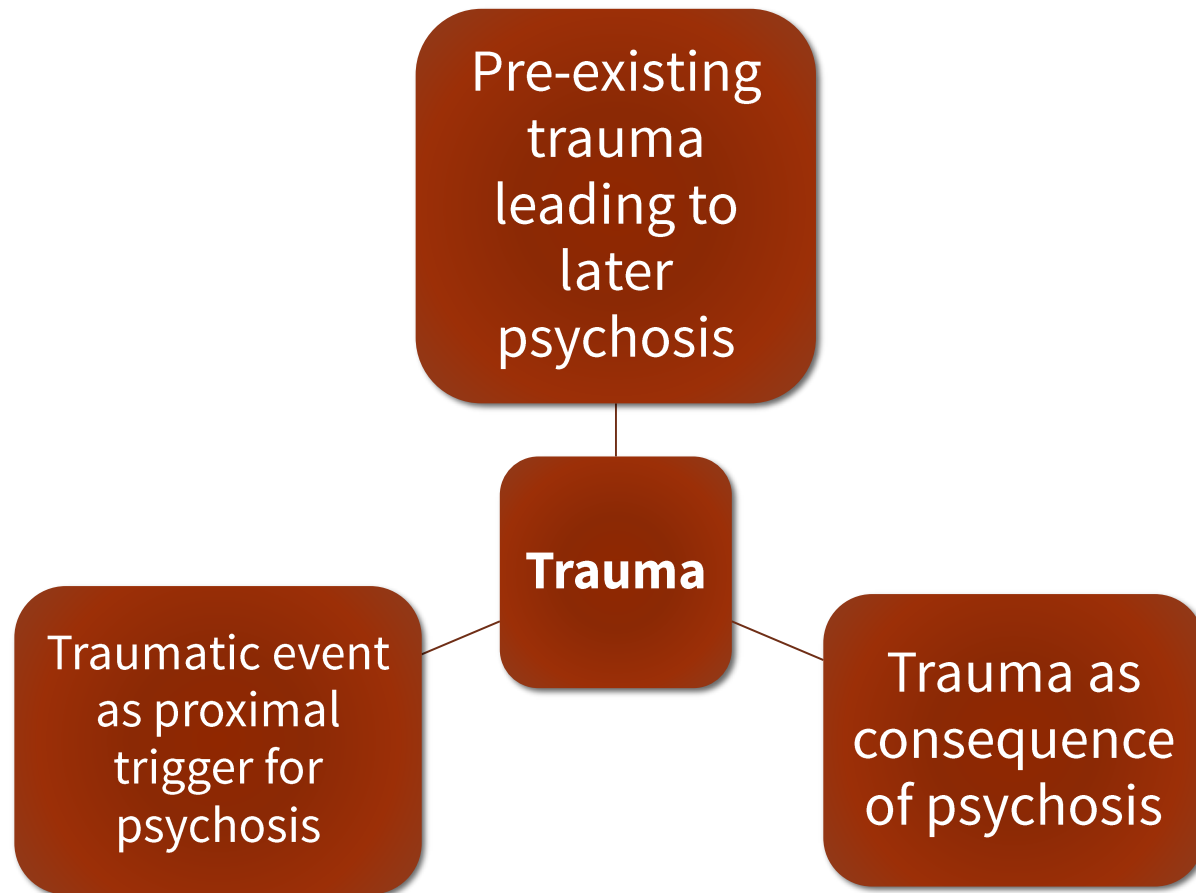 Pre-existing
trauma
leading to
later
psychosis
Trauma
Traumatic event
as proximal
trigger for
psychosis
Trauma as
consequence
of psychosis